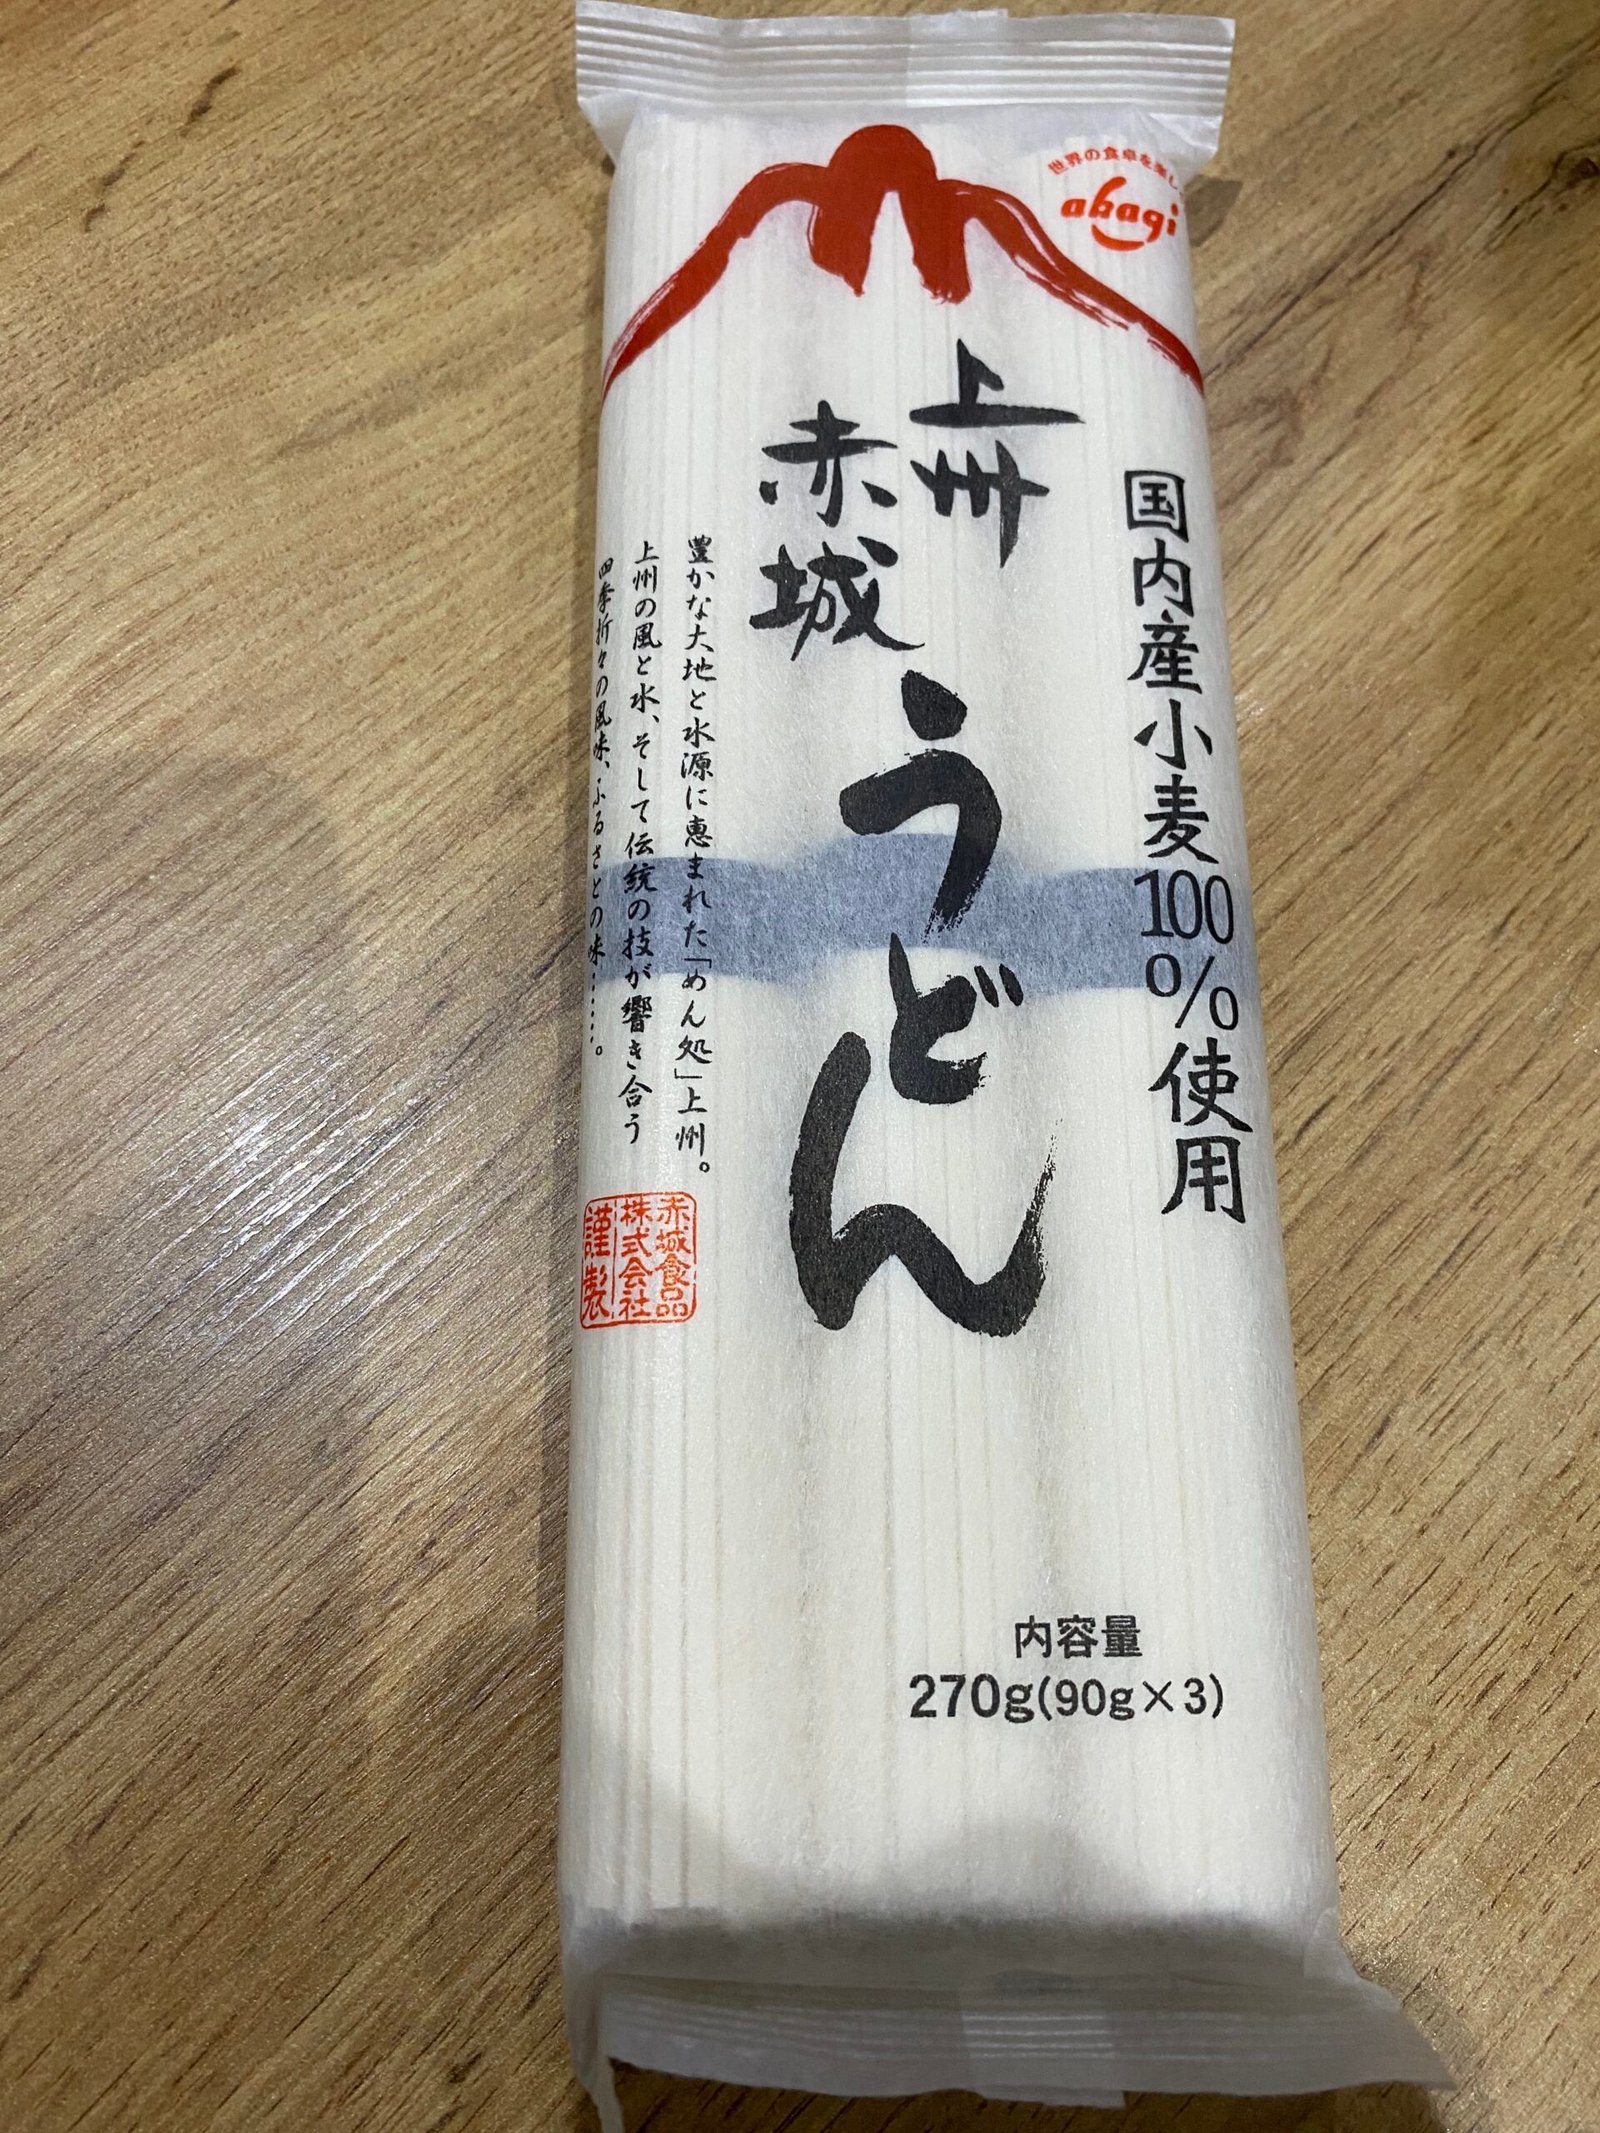 世界の食卓を楽し
abagi
国内産小麦100%使用
上州
赤城
うどん
豊かな大地と水源に恵まれた「めん処」上州。
上州の風と水、そして伝統の技が響き合う
四季折々の風味、ふるさとの味……。
赤城食品
株式会社
謹製
内容量
270g(90g×3)